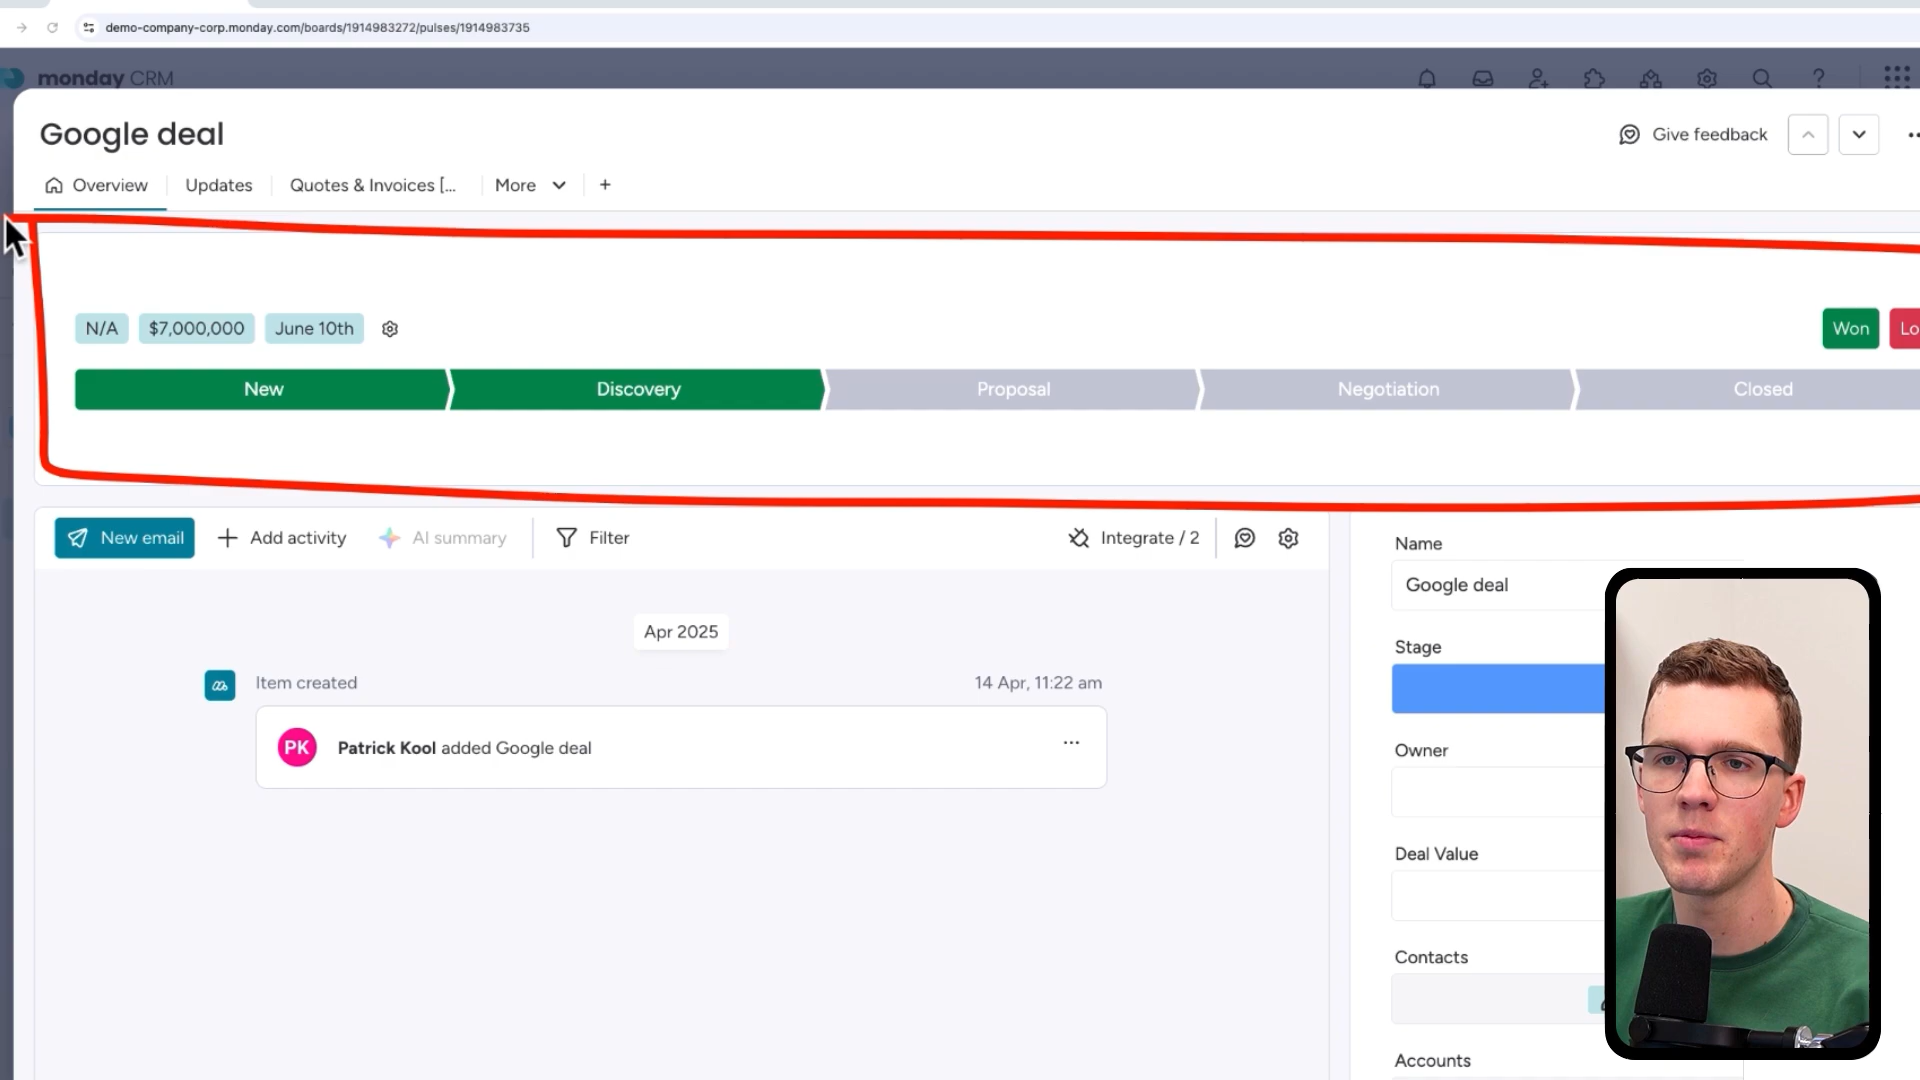 demo-company-corp.monday.com/boards/1914983272/pulses/1914983735
monday CRM
Google deal
Give feedback
Overview
Updates
Quotes & Invoices [...
More
N/A
$7,000,000
June 10th
Won
Lo
New
Discovery
Proposal
Negotiation
Closed
New email
Add activity
AI summary
Filter
Integrate / 2
Name
Google deal
Apr 2025
Stage
Item created
14 Apr, 11:22 am
PK
Patrick Kool added Google deal
Owner
Deal Value
Contacts
Accounts